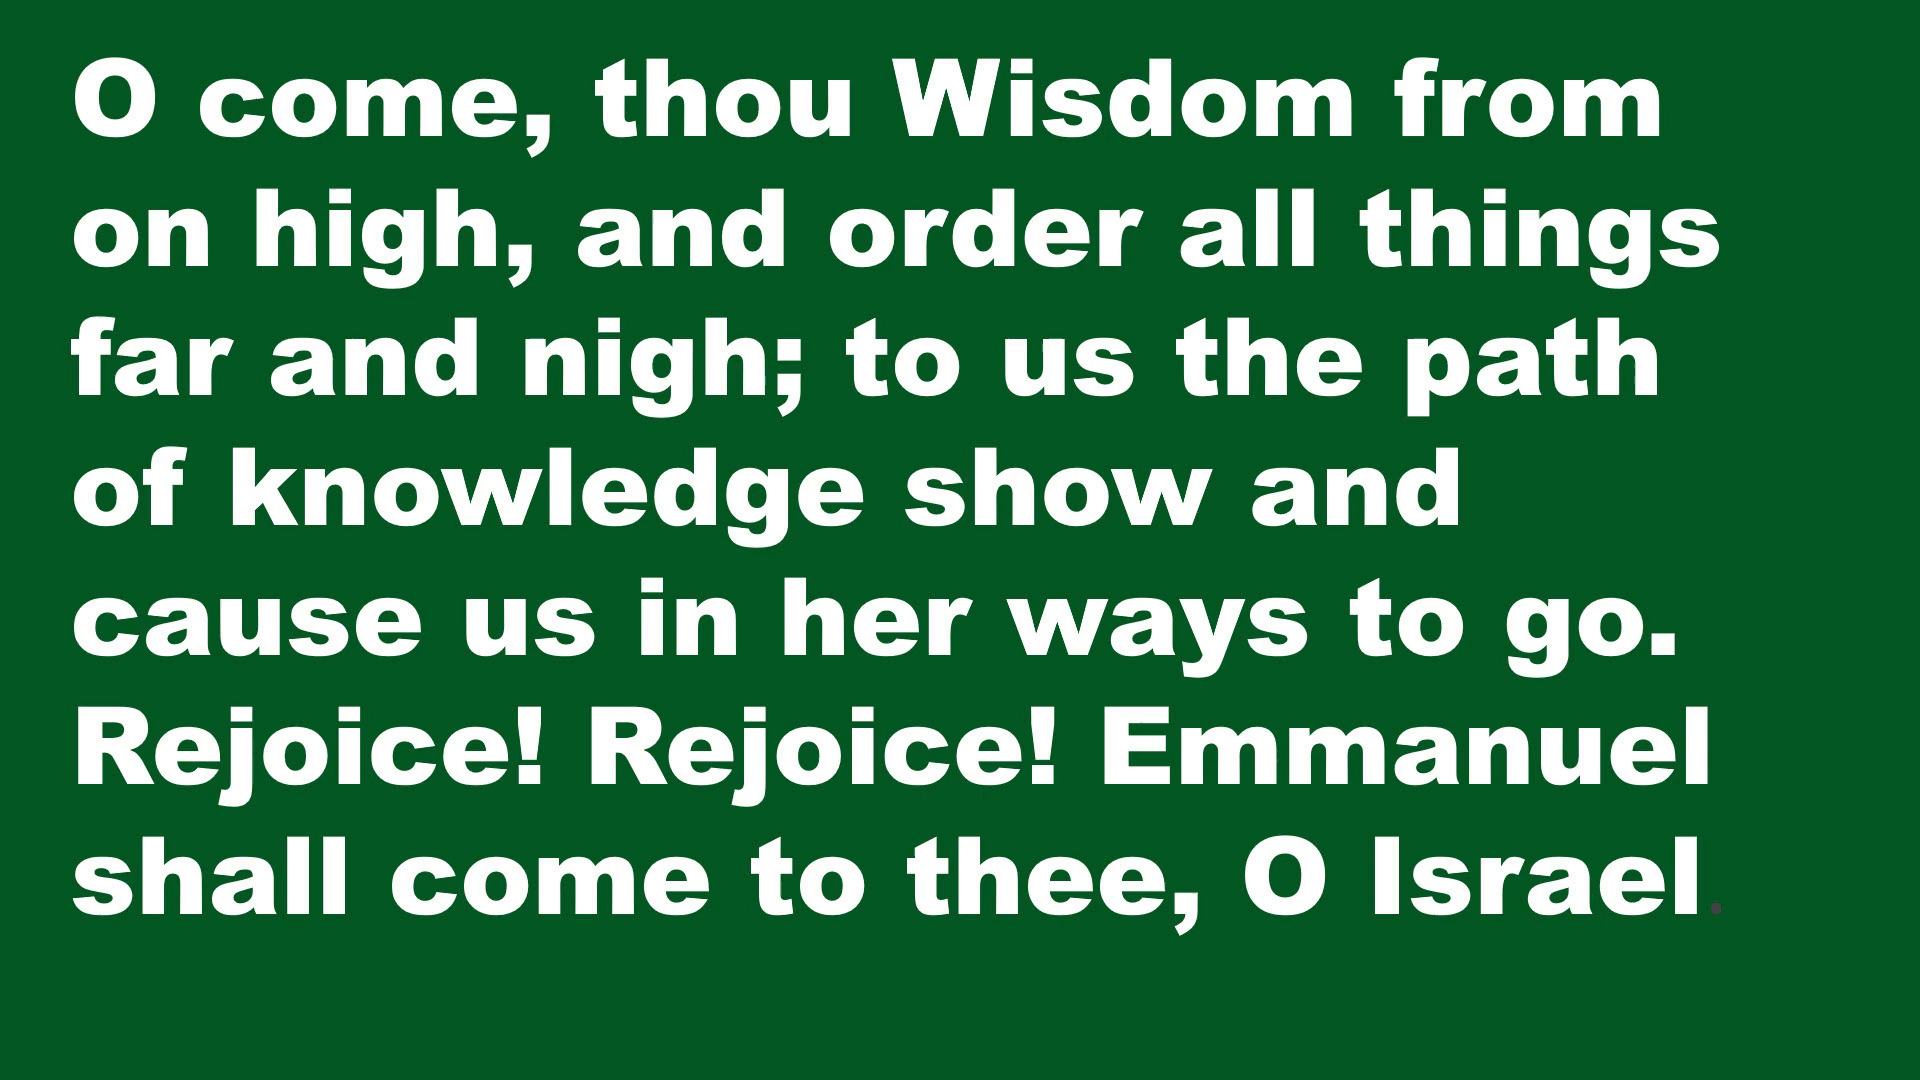 O come, thou Wisdom from
on high, and order all things
far and nigh; to us the path
of knowledge show and
cause us in her ways to go.
Rejoice! Rejoice! Emmanuel
shall come to thee, O Israel.